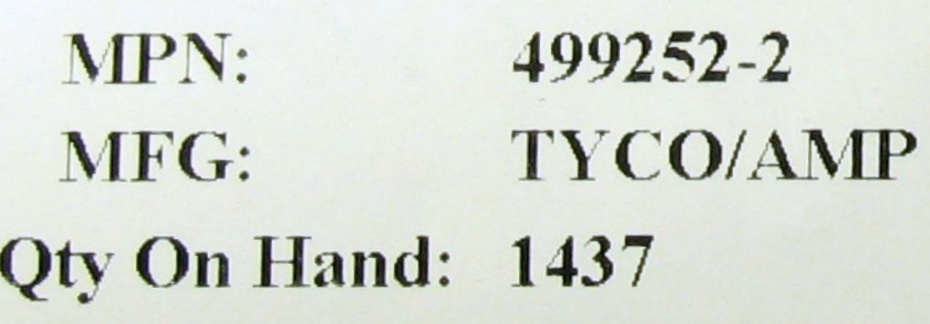 MPN: 499252-2
MFG: TYCO/AMP
Qty On Hand: 1437